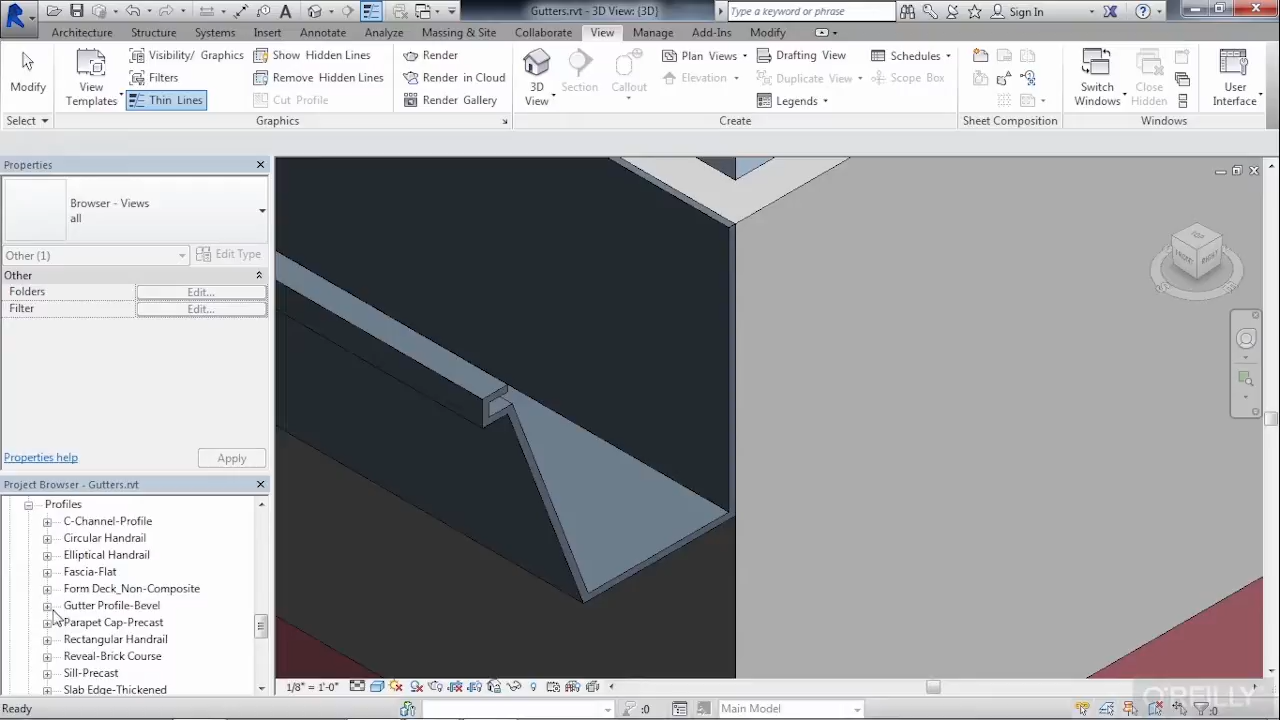 Gutters.rvt - 3D View: {3D}
Type a keyword or phrase
Sign In
Architecture Structure Systems Insert Annotate Analyze Massing & Site Collaborate View Manage Add-Ins Modify
Modify
View
Templates
Visibility/ Graphics
Filters
Thin Lines
Show Hidden Lines
Remove Hidden Lines
Cut Profile
Render
Render in Cloud
Render Gallery
3D
View
Section
Callout
Plan Views
Elevation
Drafting View
Duplicate View
Legends
Schedules
Scope Box
Switch
Windows
Close
Hidden
User
Interface
Select
Graphics
Create
Sheet Composition
Windows
Properties
Browser - Views
all
Other (1)
Edit Type
Other
Folders Edit...
Filter Edit...
Properties help
Apply
Project Browser - Gutters.rvt
Profiles
C-Channel-Profile
Circular Handrail
Elliptical Handrail
Fascia-Flat
Form Deck_Non-Composite
Gutter Profile-Bevel
Parapet Cap-Precast
Rectangular Handrail
Reveal-Brick Course
Sill-Precast
Slab Edge-Thickened
TOP
FRONT
RIGHT
1/8" = 1'-0"
Ready
:0
Main Model
:0
O'REILLY